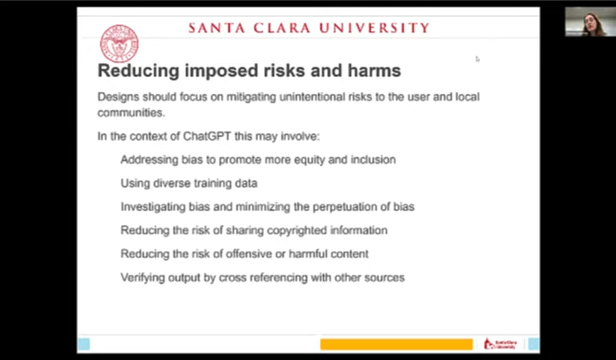 SANTA CLARA UNIVERSITY
Reducing imposed risks and harms
Designs should focus on mitigating unintentional risks to the user and local
communities.
In the context of ChatGPT this may involve:
Addressing bias to promote more equity and inclusion
Using diverse training data
Investigating bias and minimizing the perpetuation of bias
Reducing the risk of sharing copyrighted information
Reducing the risk of offensive or harmful content
Verifying output by cross referencing with other sources
Santa Clara
University